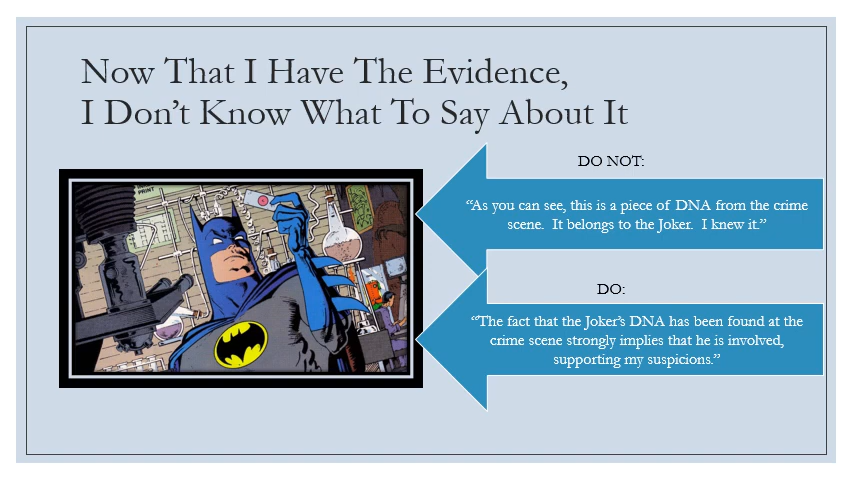 Now That I Have The Evidence,
I Don’t Know What To Say About It
PRINT
DO NOT:
“As you can see, this is a piece of DNA from the crime
scene.  It belongs to the Joker.  I knew it.”
DO:
“The fact that the Joker’s DNA has been found at the
crime scene strongly implies that he is involved,
supporting my suspicions.”